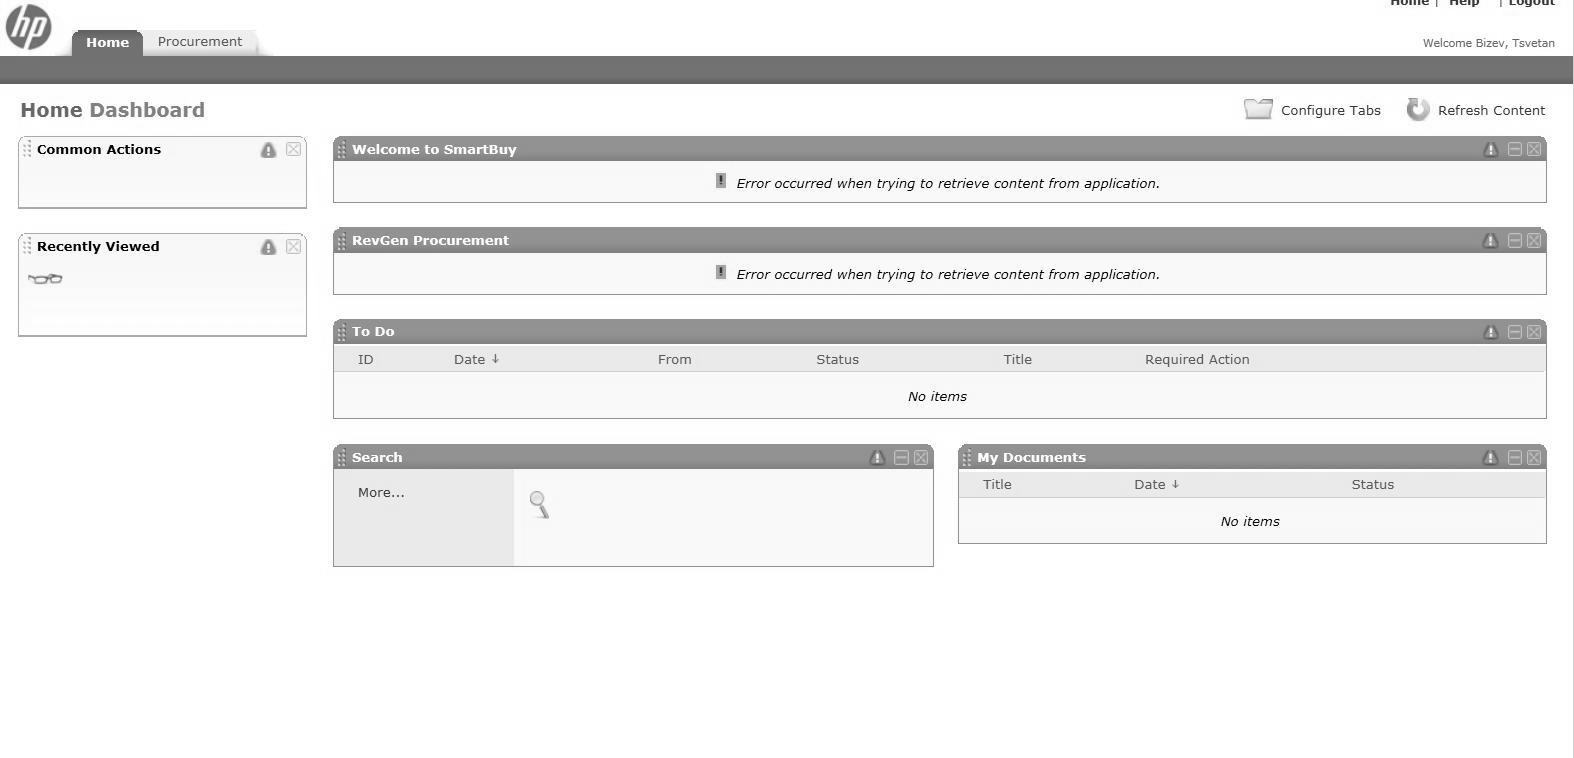 Home | Help | Logout
hp
Home Procurement
Welcome Bizev, Tsvetan
Home Dashboard
Configure Tabs Refresh Content
Common Actions
Recently Viewed
Welcome to SmartBuy
Error occurred when trying to retrieve content from application.
RevGen Procurement
Error occurred when trying to retrieve content from application.
To Do
ID Date ↓ From Status Title Required Action
No items
Search
More...
My Documents
Title Date ↓ Status
No items